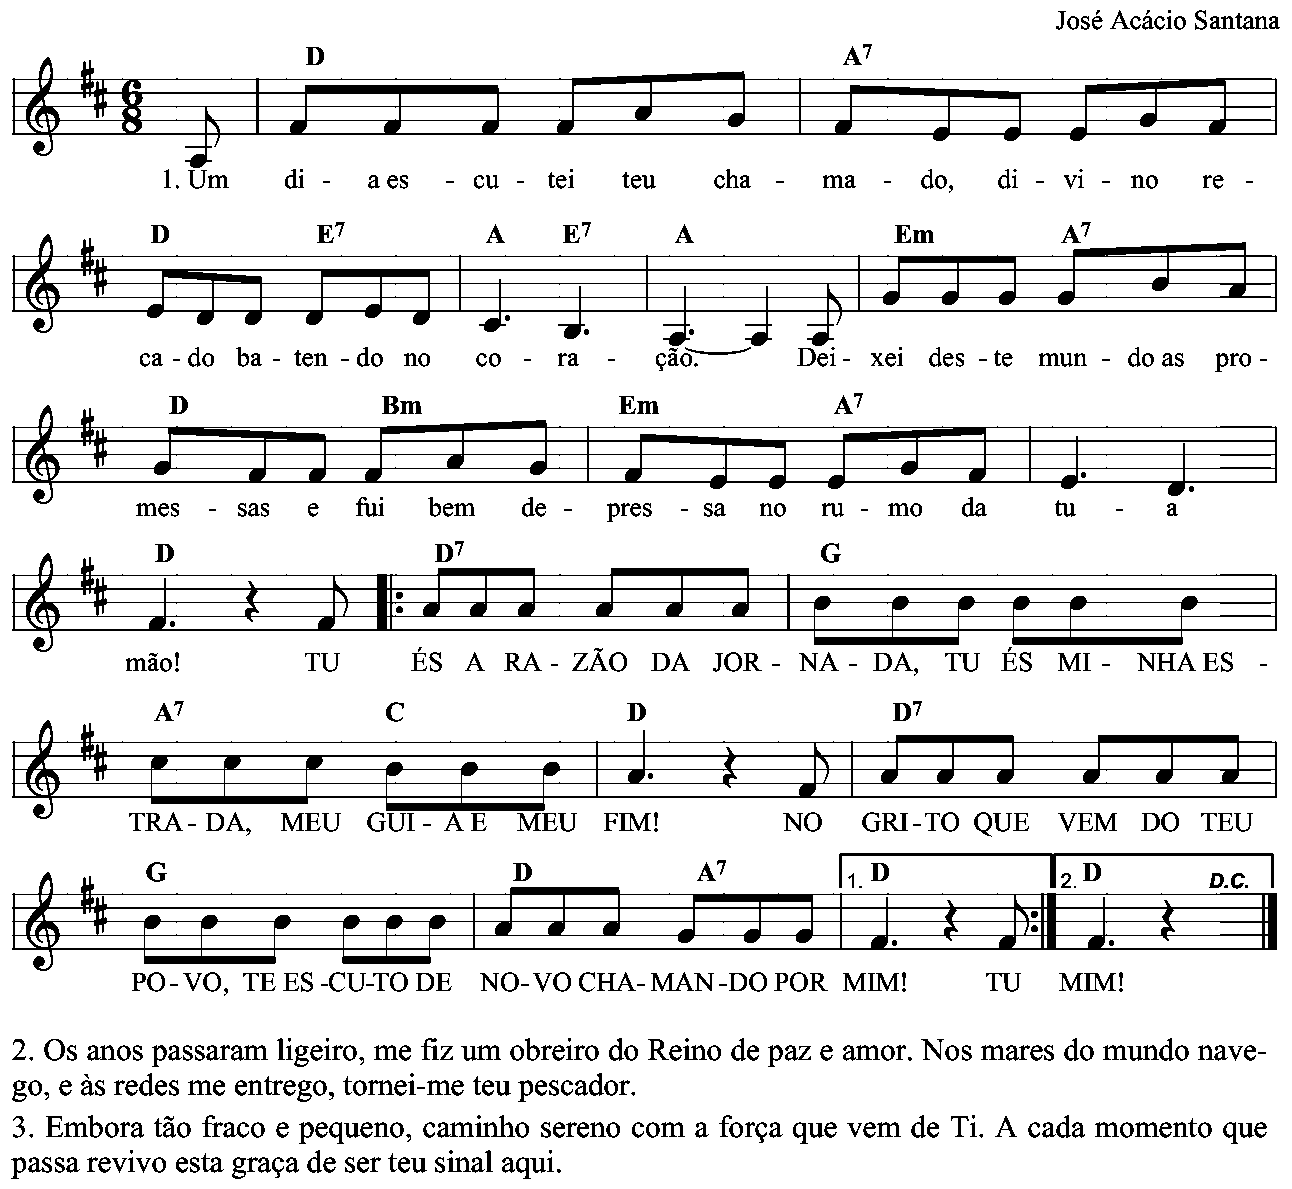 José Acácio Santana
D A7
6
8
1. Um di - a es - cu - tei teu cha - ma - do, di - vi - no re -
D E7 A E7 A Em A7
ca - do ba - ten - do no co - ra - ção. Dei - xei des - te mun - do as pro -
D Bm Em A7
mes - sas e fui bem de - pres - sa no ru - mo da tu - a
D D7 G
mão! TU ÉS A RA - ZÃO DA JOR - NA - DA, TU ÉS MI - NHA ES -
A7 C D D7
TRA - DA, MEU GUI - A E MEU FIM! NO GRI - TO QUE VEM DO TEU
G D A7 1. D 2. D D.C.
PO - VO, TE ES - CU - TO DE NO - VO CHA - MAN - DO POR MIM! TU MIM!
2. Os anos passaram ligeiro, me fiz um obreiro do Reino de paz e amor. Nos mares do mundo nave-
go, e às redes me entrego, tornei-me teu pescador.
3. Embora tão fraco e pequeno, caminho sereno com a força que vem de Ti. A cada momento que
passa revivo esta graça de ser teu sinal aqui.